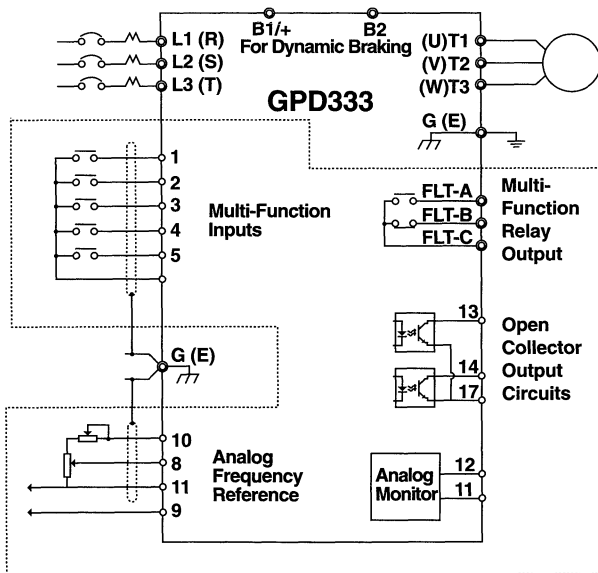 B1/+
B2
For Dynamic Braking
L1 (R)
L2 (S)
L3 (T)
(U)T1
(V)T2
(W)T3
GPD333
G (E)
1
2
3
4
5
Multi-Function
Inputs
FLT-A
FLT-B
FLT-C
Multi-
Function
Relay
Output
G (E)
13
14
17
Open
Collector
Output
Circuits
10
8
11
9
Analog
Frequency
Reference
Analog
Monitor
12
11